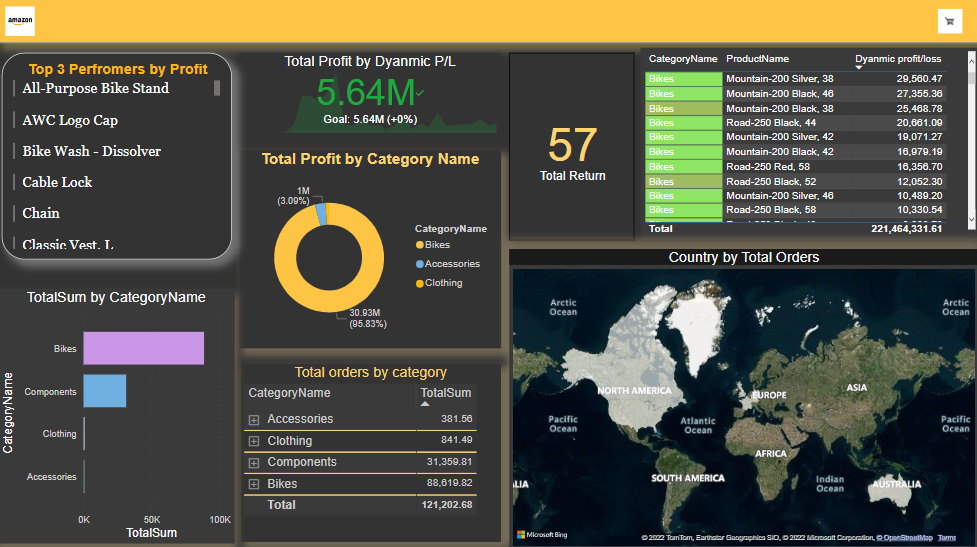 amazon
Top 3 Perfromers by Profit
All-Purpose Bike Stand
AWC Logo Cap
Bike Wash - Dissolver
Cable Lock
Chain
Classic Vest, L
Total Profit by Dyanmic P/L
5.64M✓
Goal: 5.64M (+0%)
Total Profit by Category Name
1M
(3.09%)
30.93M
(95.83%)
CategoryName
Bikes
Accessories
Clothing
57
Total Return
CategoryName ProductName Dyanmic profit/loss
Bikes Mountain-200 Silver, 38 29,560.47
Bikes Mountain-200 Black, 46 27,355.36
Bikes Mountain-200 Black, 38 25,468.78
Bikes Road-250 Black, 44 20,661.09
Bikes Mountain-200 Silver, 42 19,071.27
Bikes Mountain-200 Black, 42 16,979.19
Bikes Road-250 Red, 58 16,356.70
Bikes Road-250 Black, 52 12,052.30
Bikes Mountain-200 Silver, 46 10,489.20
Bikes Road-250 Black, 58 10,330.54
Total 221,464,331.61
TotalSum by CategoryName
CategoryName
Bikes
Components
Clothing
Accessories
0K 50K 100K
TotalSum
Total orders by category
CategoryName TotalSum
Accessories 381.56
Clothing 841.49
Components 31,359.81
Bikes 88,619.82
Total 121,202.68
Country by Total Orders
Arctic
Ocean
Arctic
Ocean
NORTH AMERICA
EUROPE
ASIA
Pacific
Ocean
Atlantic
Ocean
Pacific
Ocean
AFRICA
SOUTH AMERICA
Indian
Ocean
LIA
AUSTRALIA
Microsoft Bing
© 2022 TomTom, Earthstar Geographics SIO, © 2022 Microsoft Corporation, © OpenStreetMap Terms